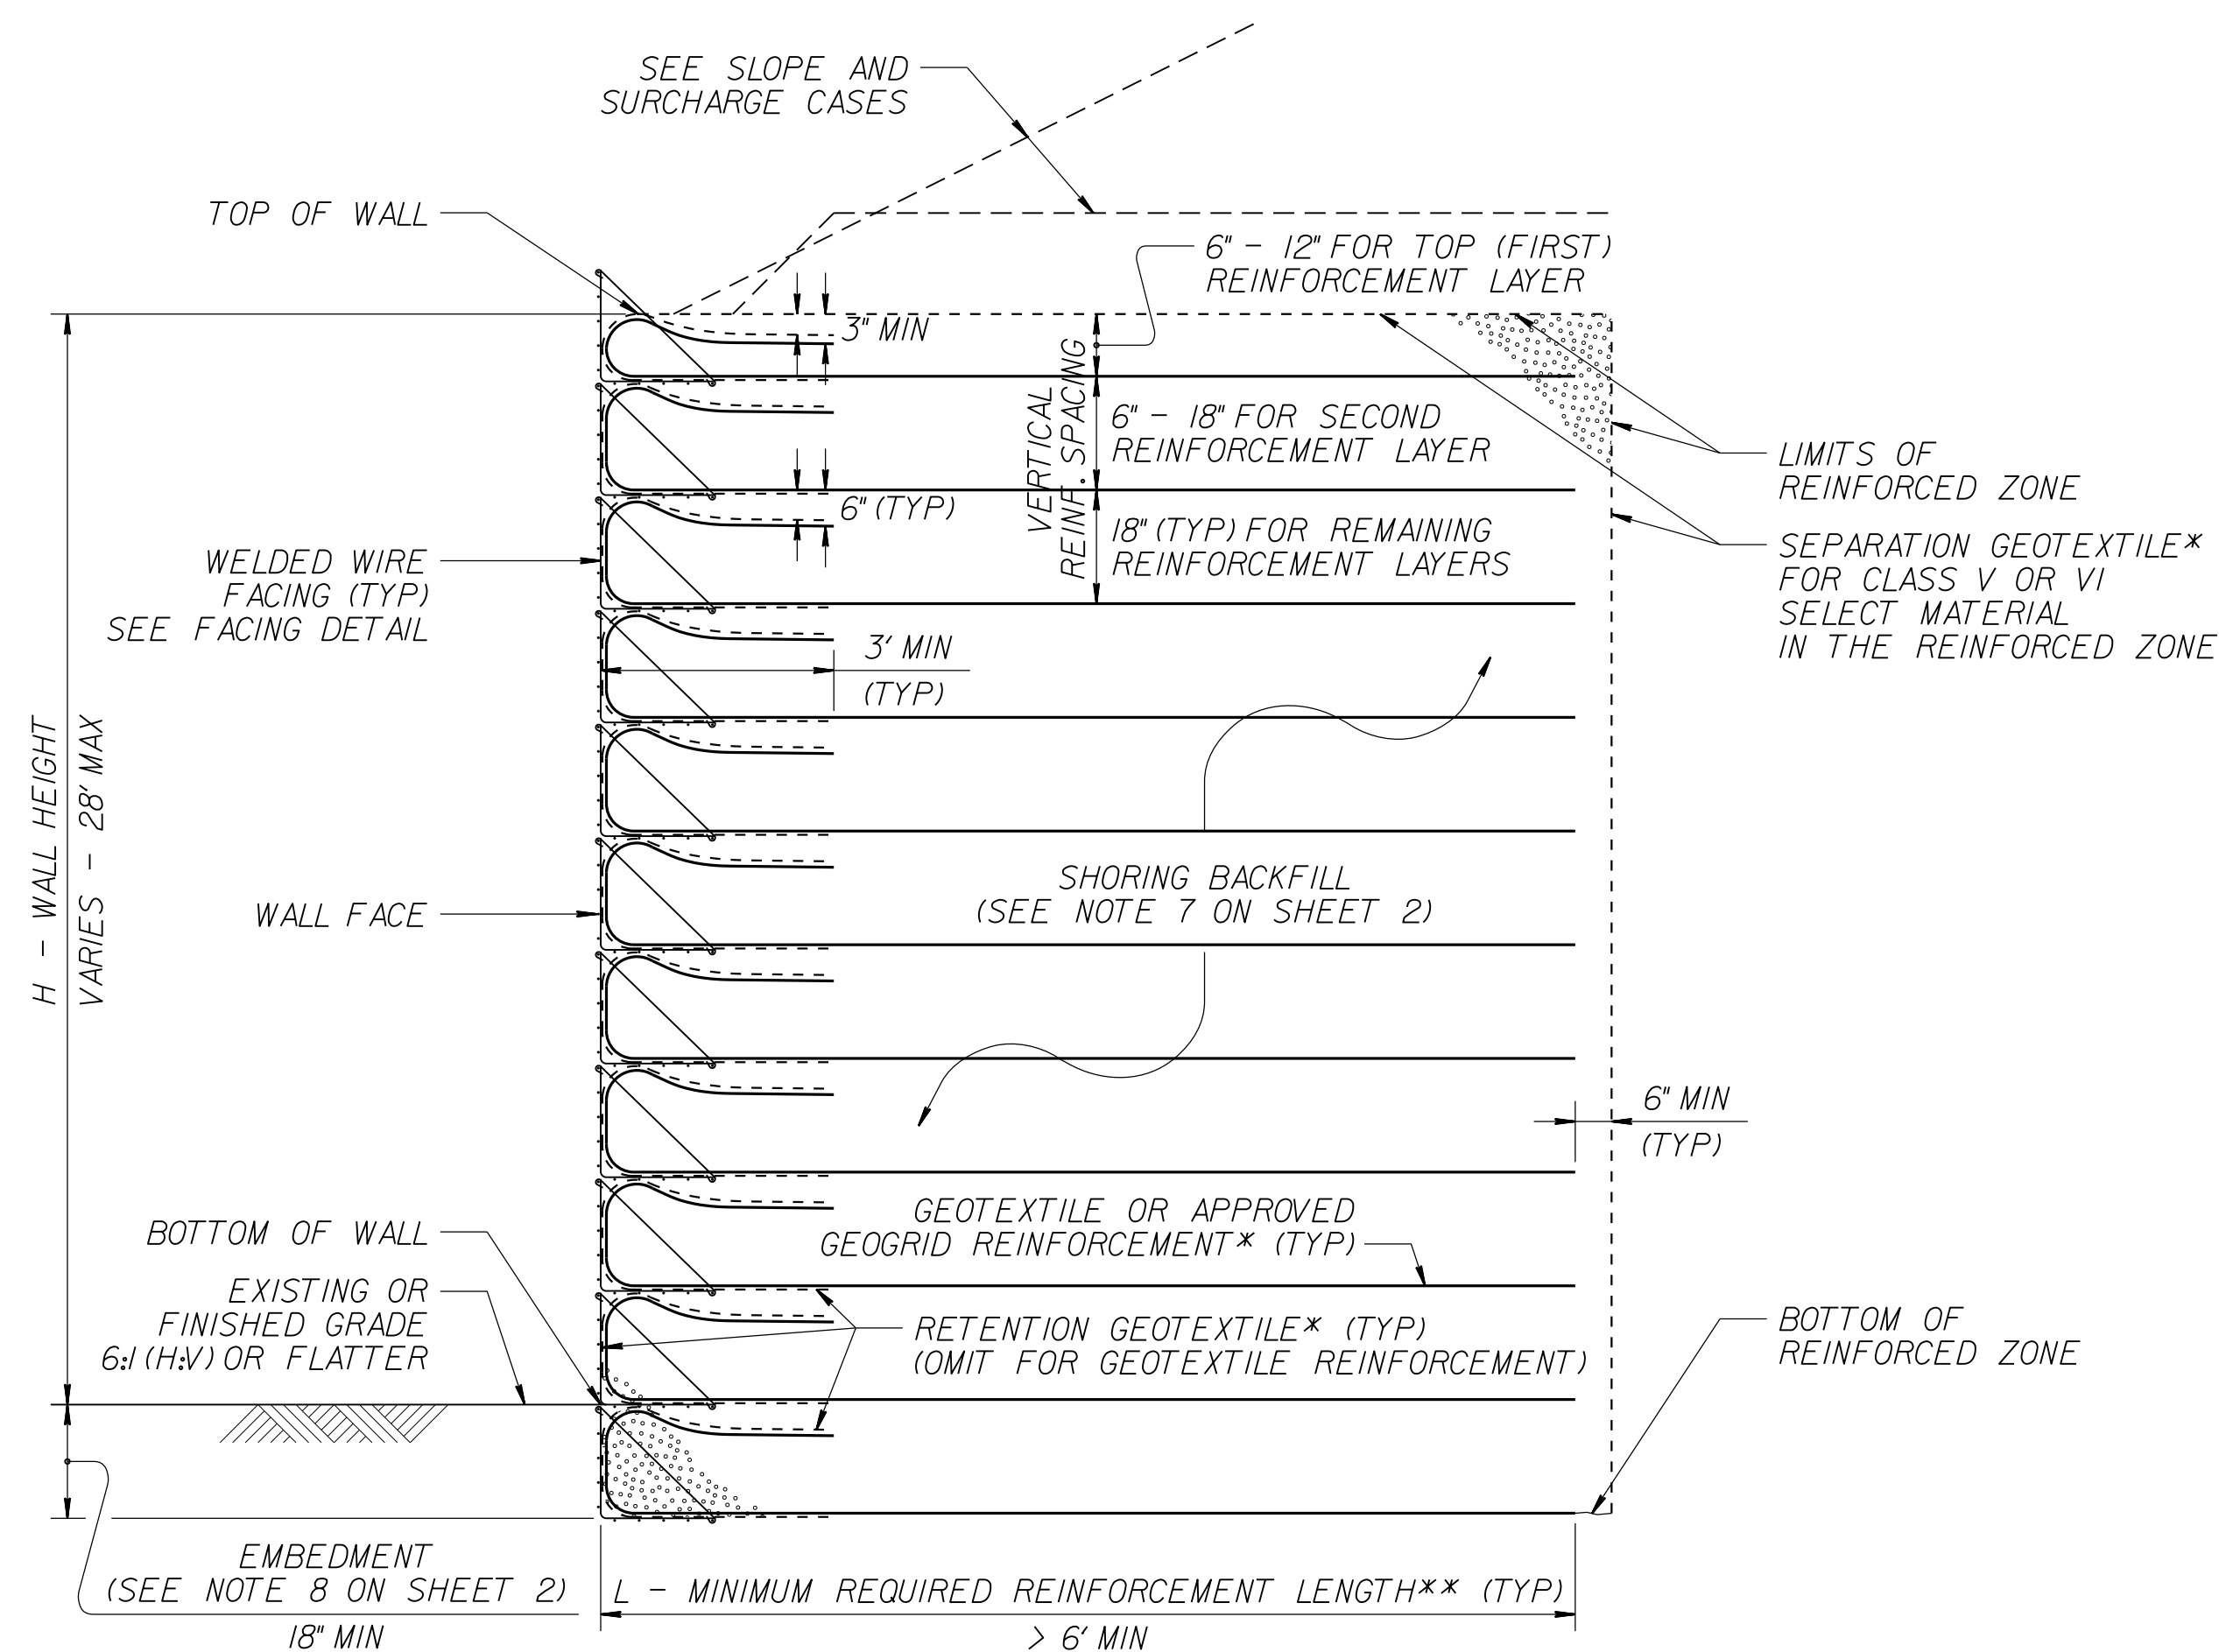 SEE SLOPE AND
SURCHARGE CASES
TOP OF WALL
6" - 12" FOR TOP (FIRST)
REINFORCEMENT LAYER
3" MIN
VERTICAL
REINF. SPACING
6" - 18" FOR SECOND
REINFORCEMENT LAYER
LIMITS OF
REINFORCED ZONE
6" (TYP)
18" (TYP) FOR REMAINING
REINFORCEMENT LAYERS
SEPARATION GEOTEXTILE*
FOR CLASS V OR VI
SELECT MATERIAL
IN THE REINFORCED ZONE
WELDED WIRE
FACING (TYP)
SEE FACING DETAIL
3' MIN
(TYP)
H - WALL HEIGHT
VARIES - 28' MAX
WALL FACE
SHORING BACKFILL
(SEE NOTE 7 ON SHEET 2)
6" MIN
(TYP)
BOTTOM OF WALL
GEOTEXTILE OR APPROVED
GEOGRID REINFORCEMENT* (TYP)
EXISTING OR
FINISHED GRADE
6:1 (H:V) OR FLATTER
RETENTION GEOTEXTILE* (TYP)
(OMIT FOR GEOTEXTILE REINFORCEMENT)
BOTTOM OF
REINFORCED ZONE
EMBEDMENT
(SEE NOTE 8 ON SHEET 2)
18" MIN
L - MINIMUM REQUIRED REINFORCEMENT LENGTH** (TYP)
> 6' MIN